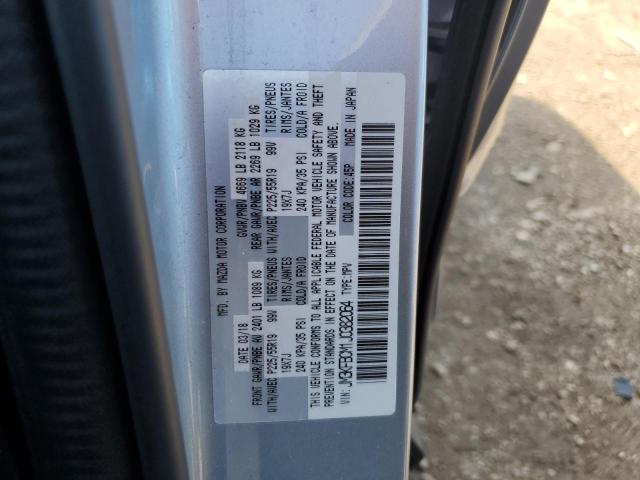 MFD. BY MAZDA MOTOR CORPORATION
DATE 03/18 GVWR/PNBV 4669 LB 2118 KG
FRONT GAWR/PNBE AV 2401 LB 1089 KG REAR GAWR/PNBE AR 2269 LB 1029 KG
WITH/AVEC P225/55R19 99V TIRES/PNEUS WITH/AVEC P225/55R19 99V TIRES/PNEUS
19X7J RIMS/JANTES 19X7J RIMS/JANTES
240 KPA/35 PSI COLD/A FROID 240 KPA/35 PSI COLD/A FROID
THIS VEHICLE CONFORMS TO ALL APPLICABLE FEDERAL MOTOR VEHICLE SAFETY AND THEFT
PREVENTION STANDARDS IN EFFECT ON THE DATE OF MANUFACTURE SHOWN ABOVE.
VIN: JM3KFBDM1J0382064 TYPE: MPV COLOR CODE: 45P MADE IN JAPAN